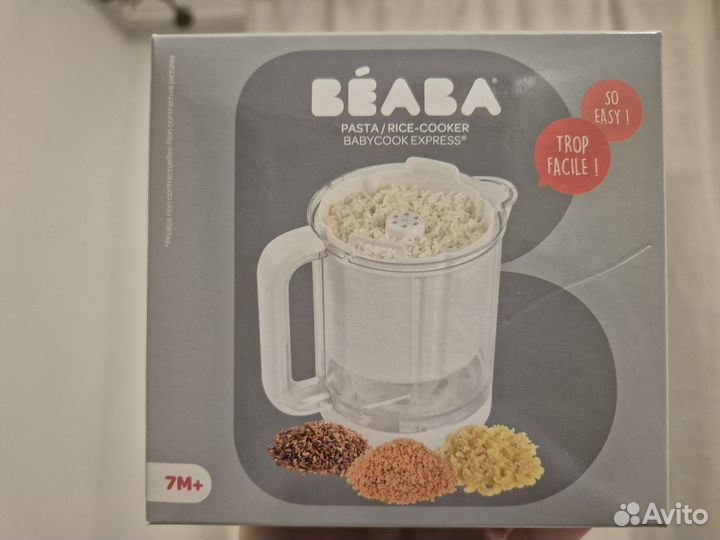 BÉABA®
PASTA/RICE-COOKER
BABYCOOK EXPRESS®
SO
EASY !
TROP
FACILE !
*Photos non contractuelles. Non contractual pictures
7M+
Avito